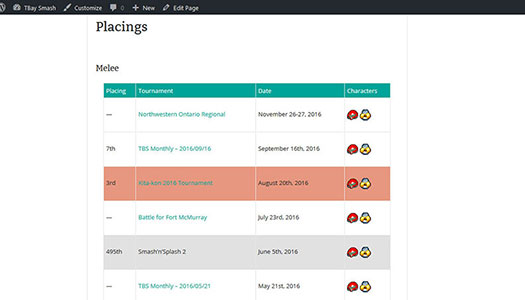 TBay Smash Customize 0 New Edit Page
Placings
Melee
Placing Tournament Date Characters
— Northwestern Ontario Regional November 26-27, 2016
7th TBS Monthly – 2016/09/16 September 16th, 2016
3rd Kita-kon 2016 Tournament August 20th, 2016
— Battle for Fort McMurray July 23rd, 2016
495th Smash'n'Splash 2 June 5th, 2016
— TBS Monthly – 2016/05/21 May 21st, 2016